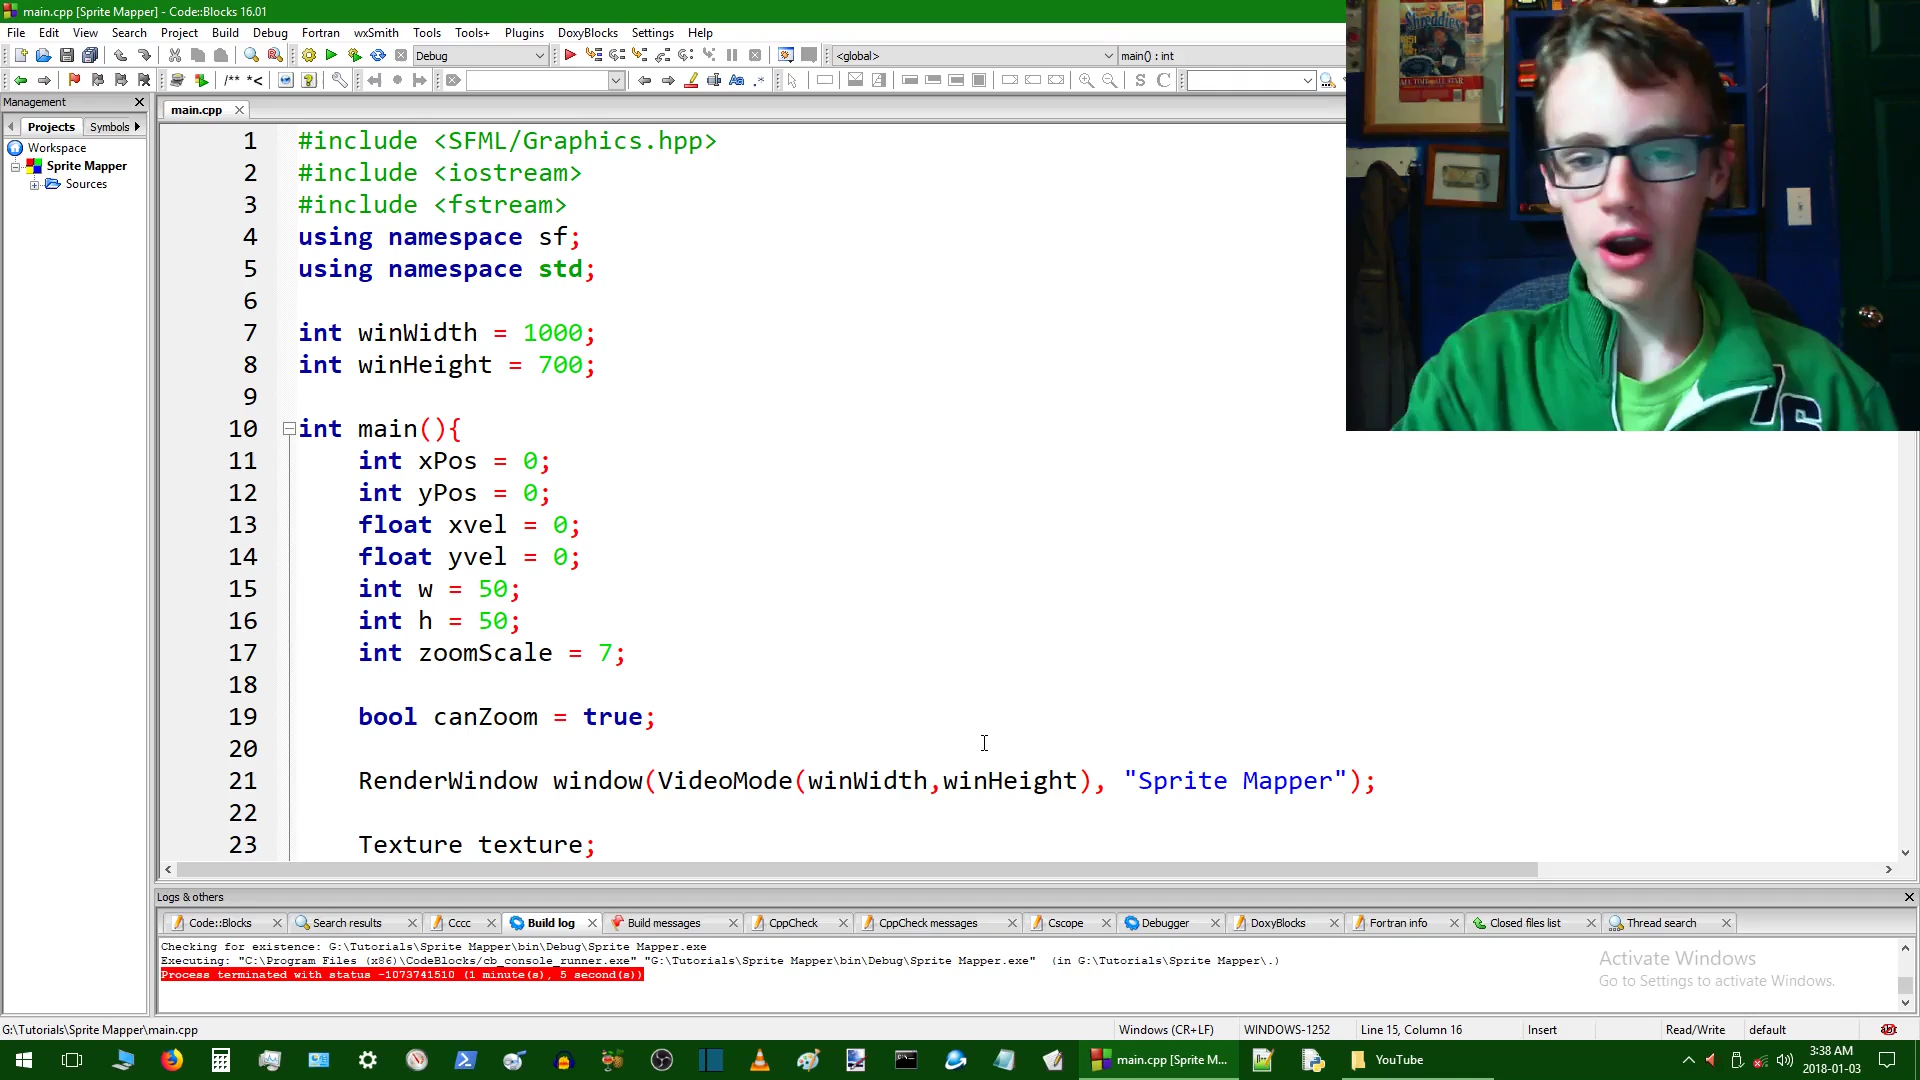 main.cpp [Sprite Mapper] - Code::Blocks 16.01
File Edit View Search Project Build Debug Fortran wxSmith Tools Tools+ Plugins DoxyBlocks Settings Help
Debug
<global>
main() : int
/** *<
Aa
.*
S C
Management
Projects
Symbols
Workspace
Sprite Mapper
Sources
main.cpp
1 #include <SFML/Graphics.hpp>
2 #include <iostream>
3 #include <fstream>
4 using namespace sf;
5 using namespace std;
6
7 int winWidth = 1000;
8 int winHeight = 700;
9
10 int main(){
11 int xPos = 0;
12 int yPos = 0;
13 float xvel = 0;
14 float yvel = 0;
15 int w = 50;
16 int h = 50;
17 int zoomScale = 7;
18
19 bool canZoom = true;
20
21 RenderWindow window(VideoMode(winWidth,winHeight), "Sprite Mapper");
22
23 Texture texture;
Shreddies
Logs & others
Code::Blocks
Search results
Cccc
Build log
Build messages
CppCheck
CppCheck messages
Cscope
Debugger
DoxyBlocks
Fortran info
Closed files list
Thread search
Checking for existence: G:\Tutorials\Sprite Mapper\bin\Debug\Sprite Mapper.exe
Executing: "C:\Program Files (x86)\CodeBlocks/cb_console_runner.exe" "G:\Tutorials\Sprite Mapper\bin\Debug\Sprite Mapper.exe" (in G:\Tutorials\Sprite Mapper\.)
Process terminated with status -1073741510 (1 minute(s), 5 second(s))
Activate Windows
Go to Settings to activate Windows.
G:\Tutorials\Sprite Mapper\main.cpp
Windows (CR+LF)
WINDOWS-1252
Line 15, Column 16
Insert
Read/Write
default
main.cpp [Sprite M...
YouTube
3:38 AM
2018-01-03